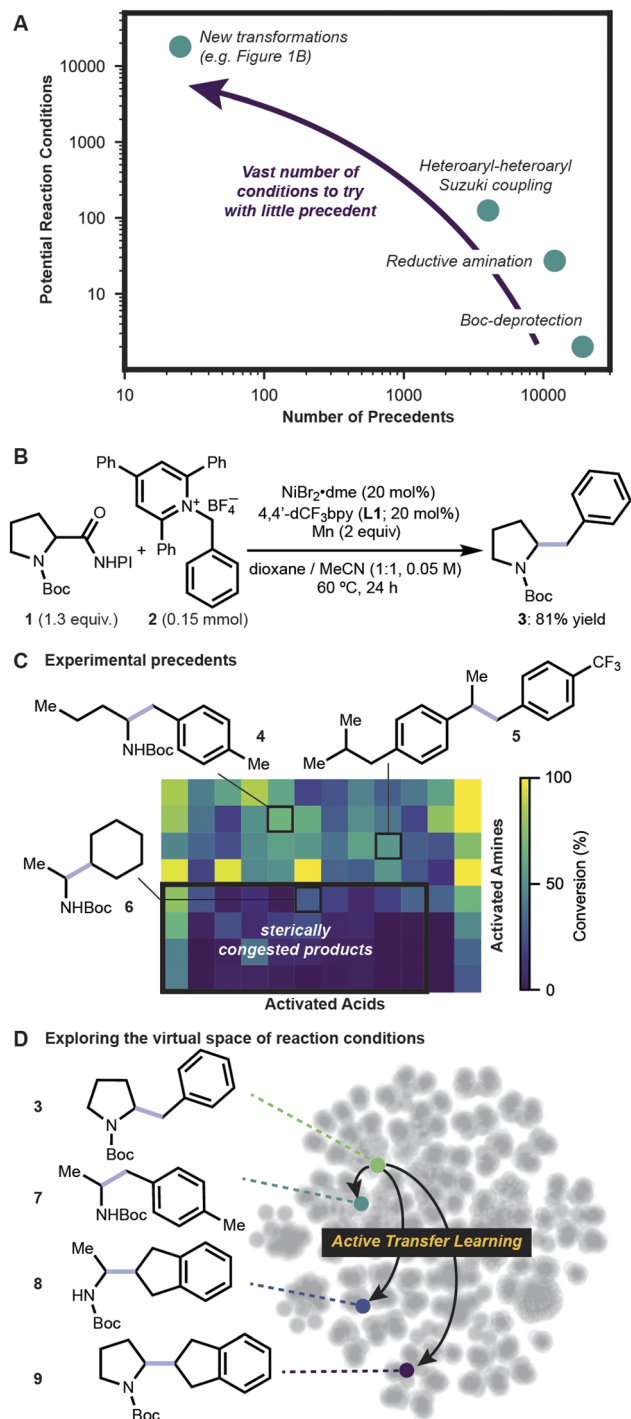 A
Potential Reaction Conditions
10000
1000
100
10
New transformations
(e.g. Figure 1B)
Vast number of
conditions to try
with little precedent
Heteroaryl-heteroaryl
Suzuki coupling
Reductive amination
Boc-deprotection
10 100 1000 10000
Number of Precedents
B
N
Boc
O
NHPI
1 (1.3 equiv.)
+
Ph Ph
N+ BF4−
Ph
2 (0.15 mmol)
NiBr2•dme (20 mol%)
4,4'-dCF3bpy (L1; 20 mol%)
Mn (2 equiv)
dioxane / MeCN (1:1, 0.05 M)
60 ºC, 24 h
N
Boc
3: 81% yield
C Experimental precedents
NHBoc
4
Me
Me
Me
Me
CF3
5
Me
NHBoc
6
sterically
congested products
Activated Acids
Activated Amines
100
50
0
Conversion (%)
D Exploring the virtual space of reaction conditions
3
N
Boc
7
Me
NHBoc
Me
8
Me
HN
Boc
9
N
Boc
Active Transfer Learning